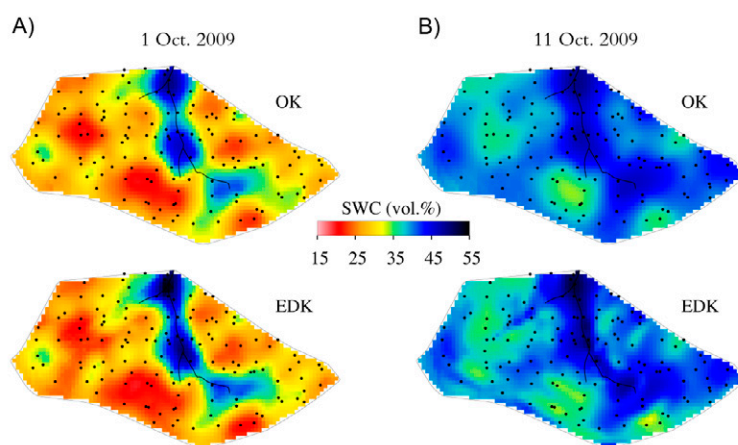 A)
B)
1 Oct. 2009
11 Oct. 2009
OK
OK
SWC (vol.%)
15 25 35 45 55
EDK
EDK